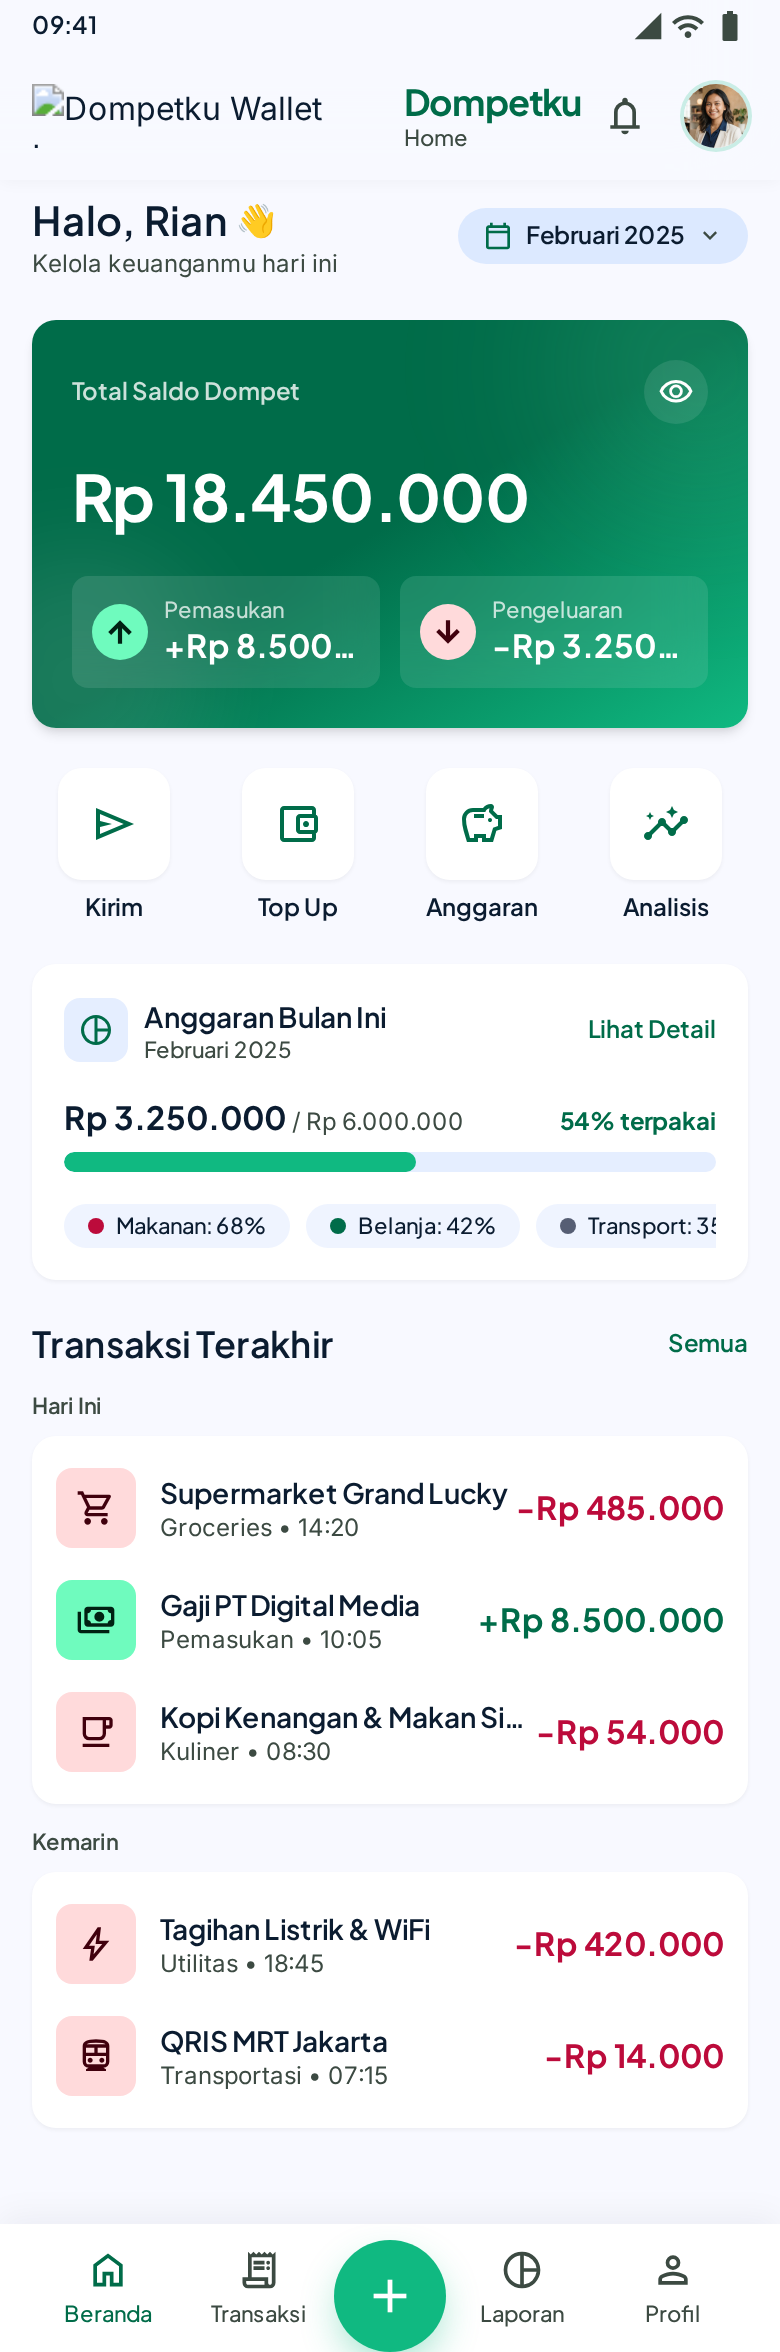 09:41
Dompetku Wallet
.
Dompetku
Home
Halo, Rian 👋
Kelola keuanganmu hari ini
Februari 2025
Total Saldo Dompet
Rp 18.450.000
Pemasukan
+Rp 8.500...
Pengeluaran
-Rp 3.250...
Kirim
Top Up
Anggaran
Analisis
Anggaran Bulan Ini
Februari 2025
Lihat Detail
Rp 3.250.000 / Rp 6.000.000
54% terpakai
Makanan: 68%
Belanja: 42%
Transport: 35
Transaksi Terakhir
Semua
Hari Ini
Supermarket Grand Lucky
Groceries • 14:20
-Rp 485.000
Gaji PT Digital Media
Pemasukan • 10:05
+Rp 8.500.000
Kopi Kenangan & Makan Si...
Kuliner • 08:30
-Rp 54.000
Kemarin
Tagihan Listrik & WiFi
Utilitas • 18:45
-Rp 420.000
QRIS MRT Jakarta
Transportasi • 07:15
-Rp 14.000
Beranda
Transaksi
Laporan
Profil